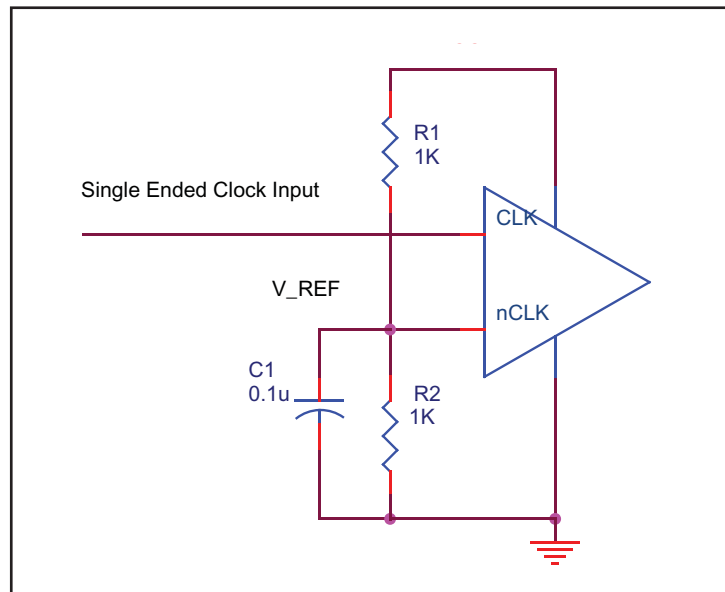 R1
1K
Single Ended Clock Input
CLK
V_REF
nCLK
C1
0.1u
R2
1K